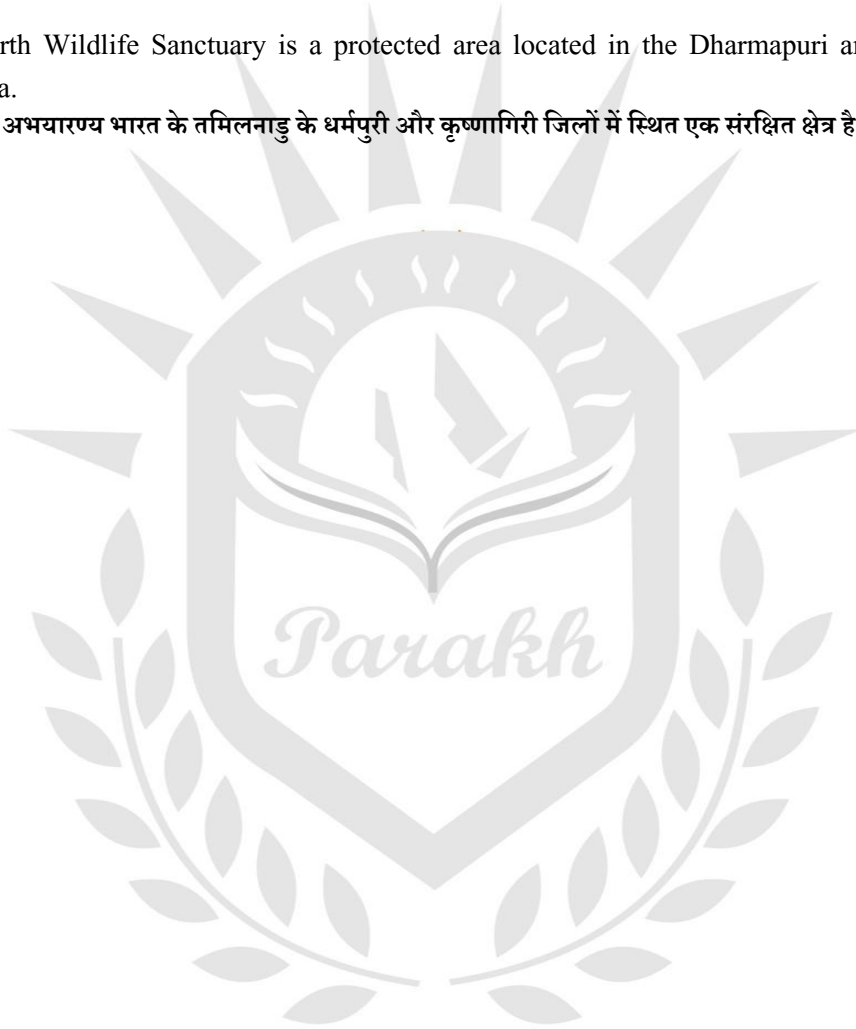 rth Wildlife Sanctuary is a protected area located in the Dharmapuri
a.
अभयारण्य भारत के तमिलनाडु के धर्मपुरी और कृष्णागिरी जिलों में स्थित एक संरक्षित क्षेत्र है
Parakh